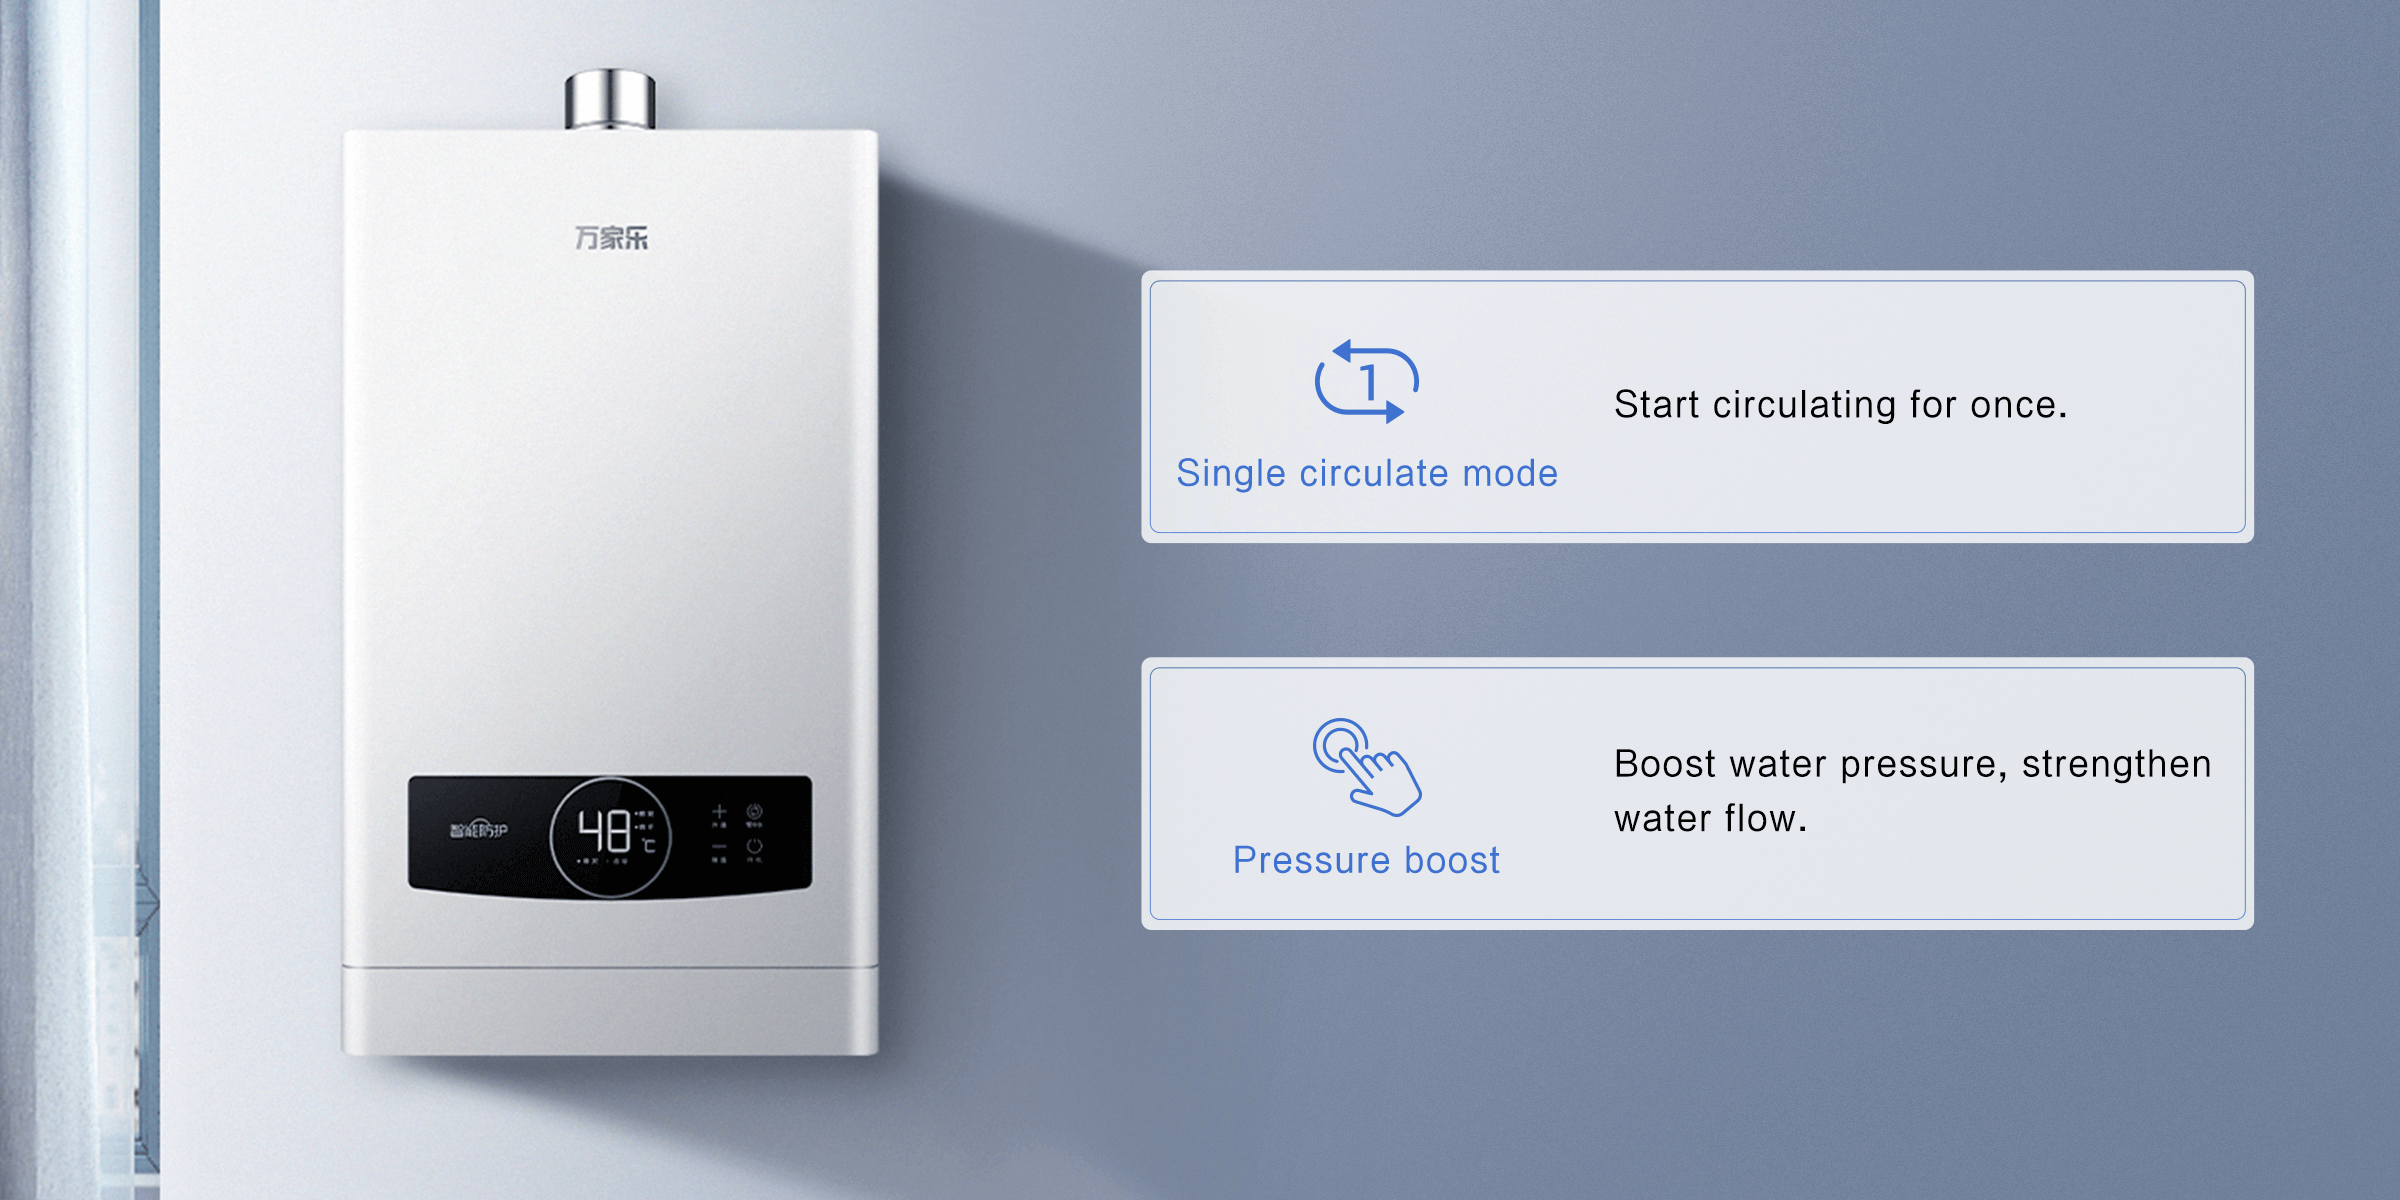 万家乐
智能防护
48
℃
1
Single circulate mode
Start circulating for once.
Pressure boost
Boost water pressure, strengthen
water flow.